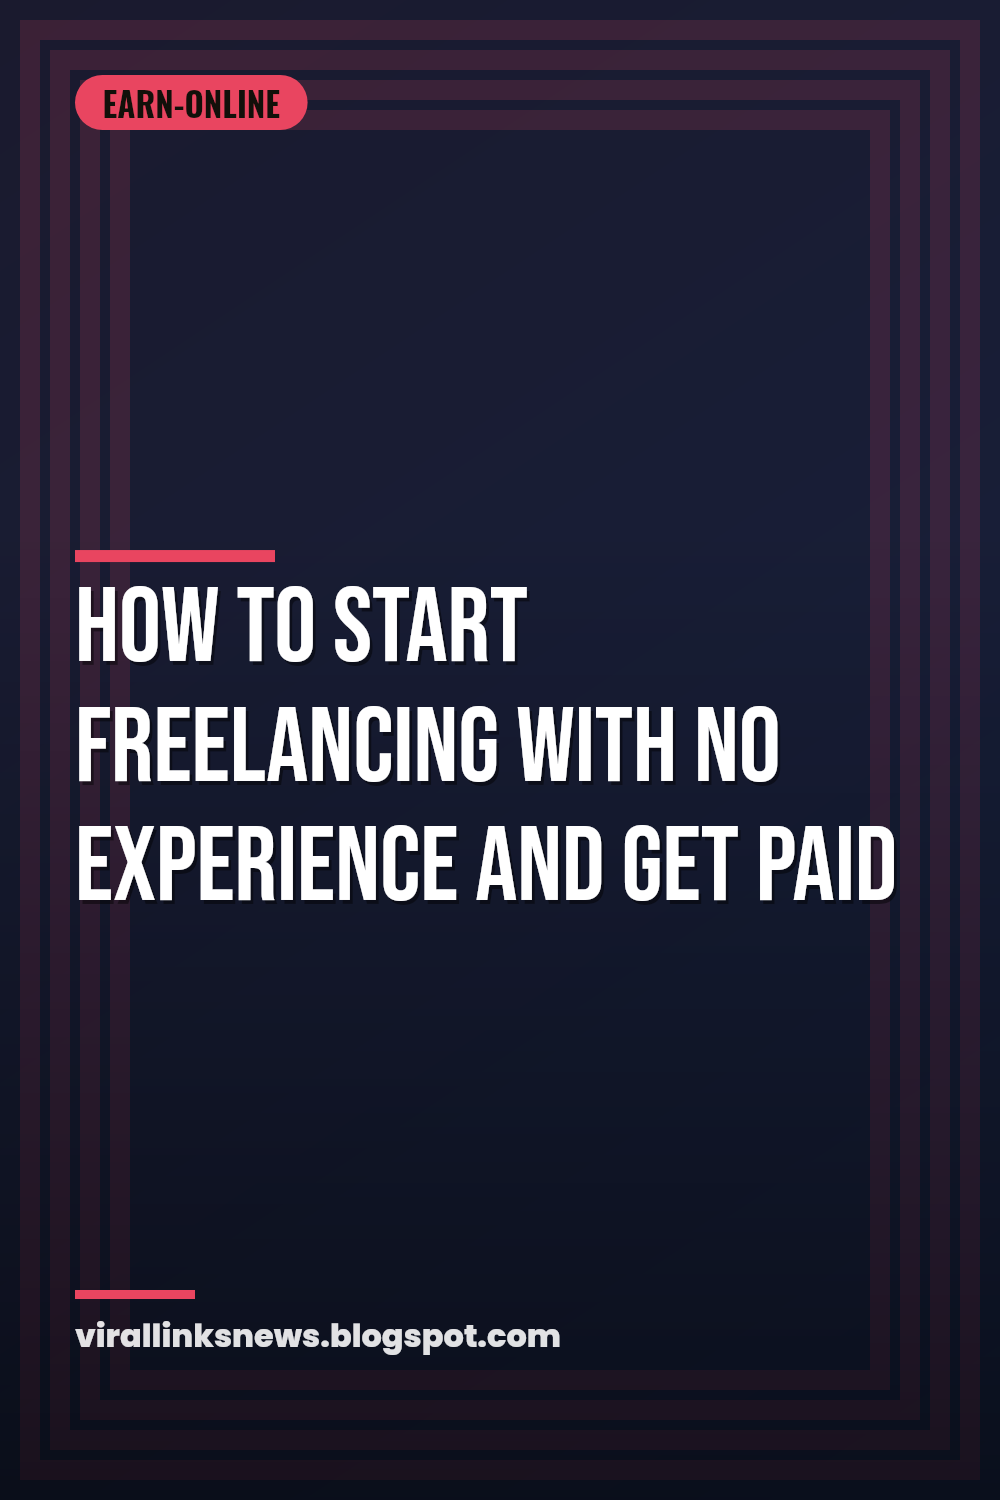 EARN-ONLINE
HOW TO START
FREELANCING WITH NO
EXPERIENCE AND GET PAID
virallinksnews.blogspot.com